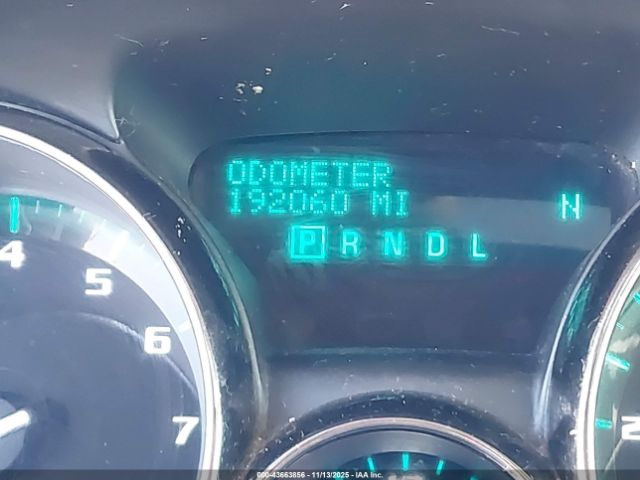 ODOMETER
192060 MI
N
P R N D L
4
5
6
7
2
000-43663856 - 11/13/2025 - IAA Inc.